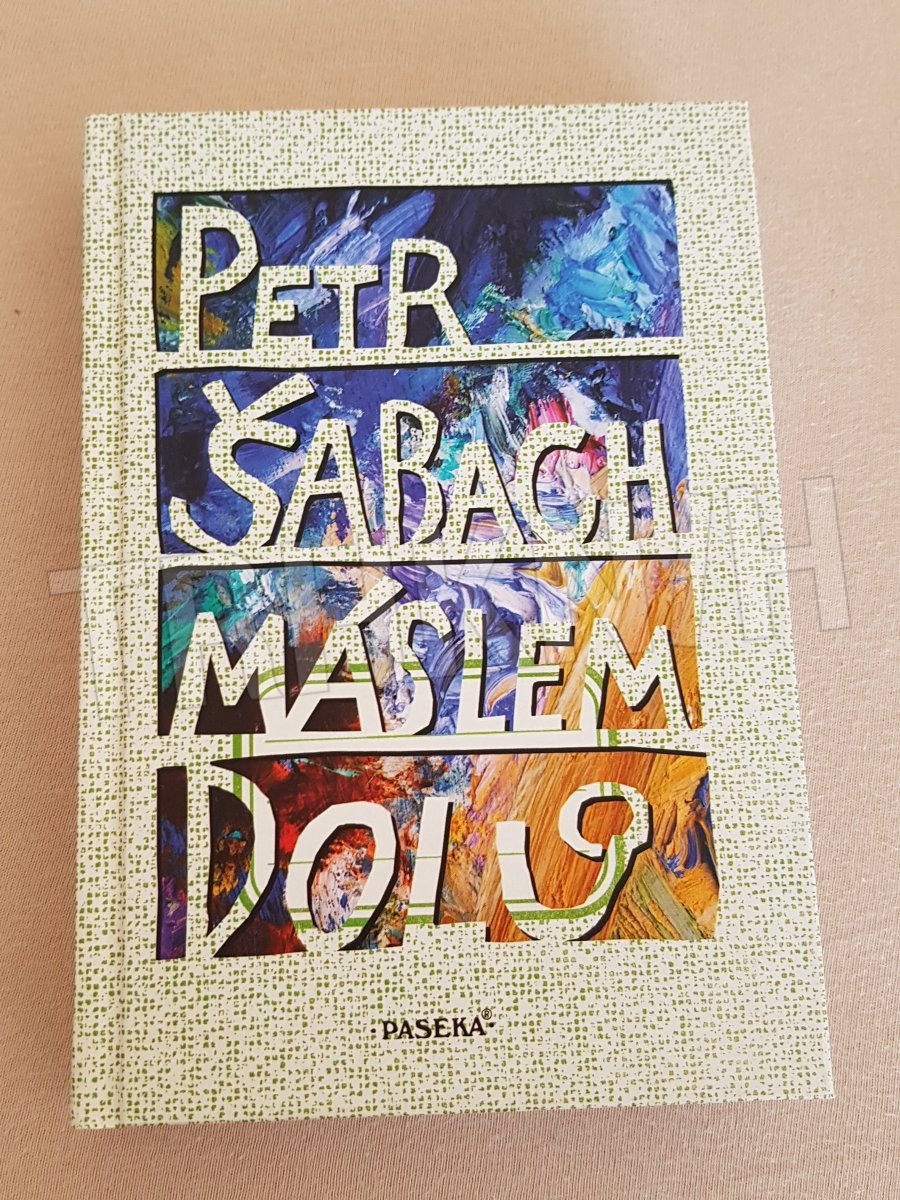 PETR
ŠABACH
MÁSLEM
DOLŮ
·PASEKA®·